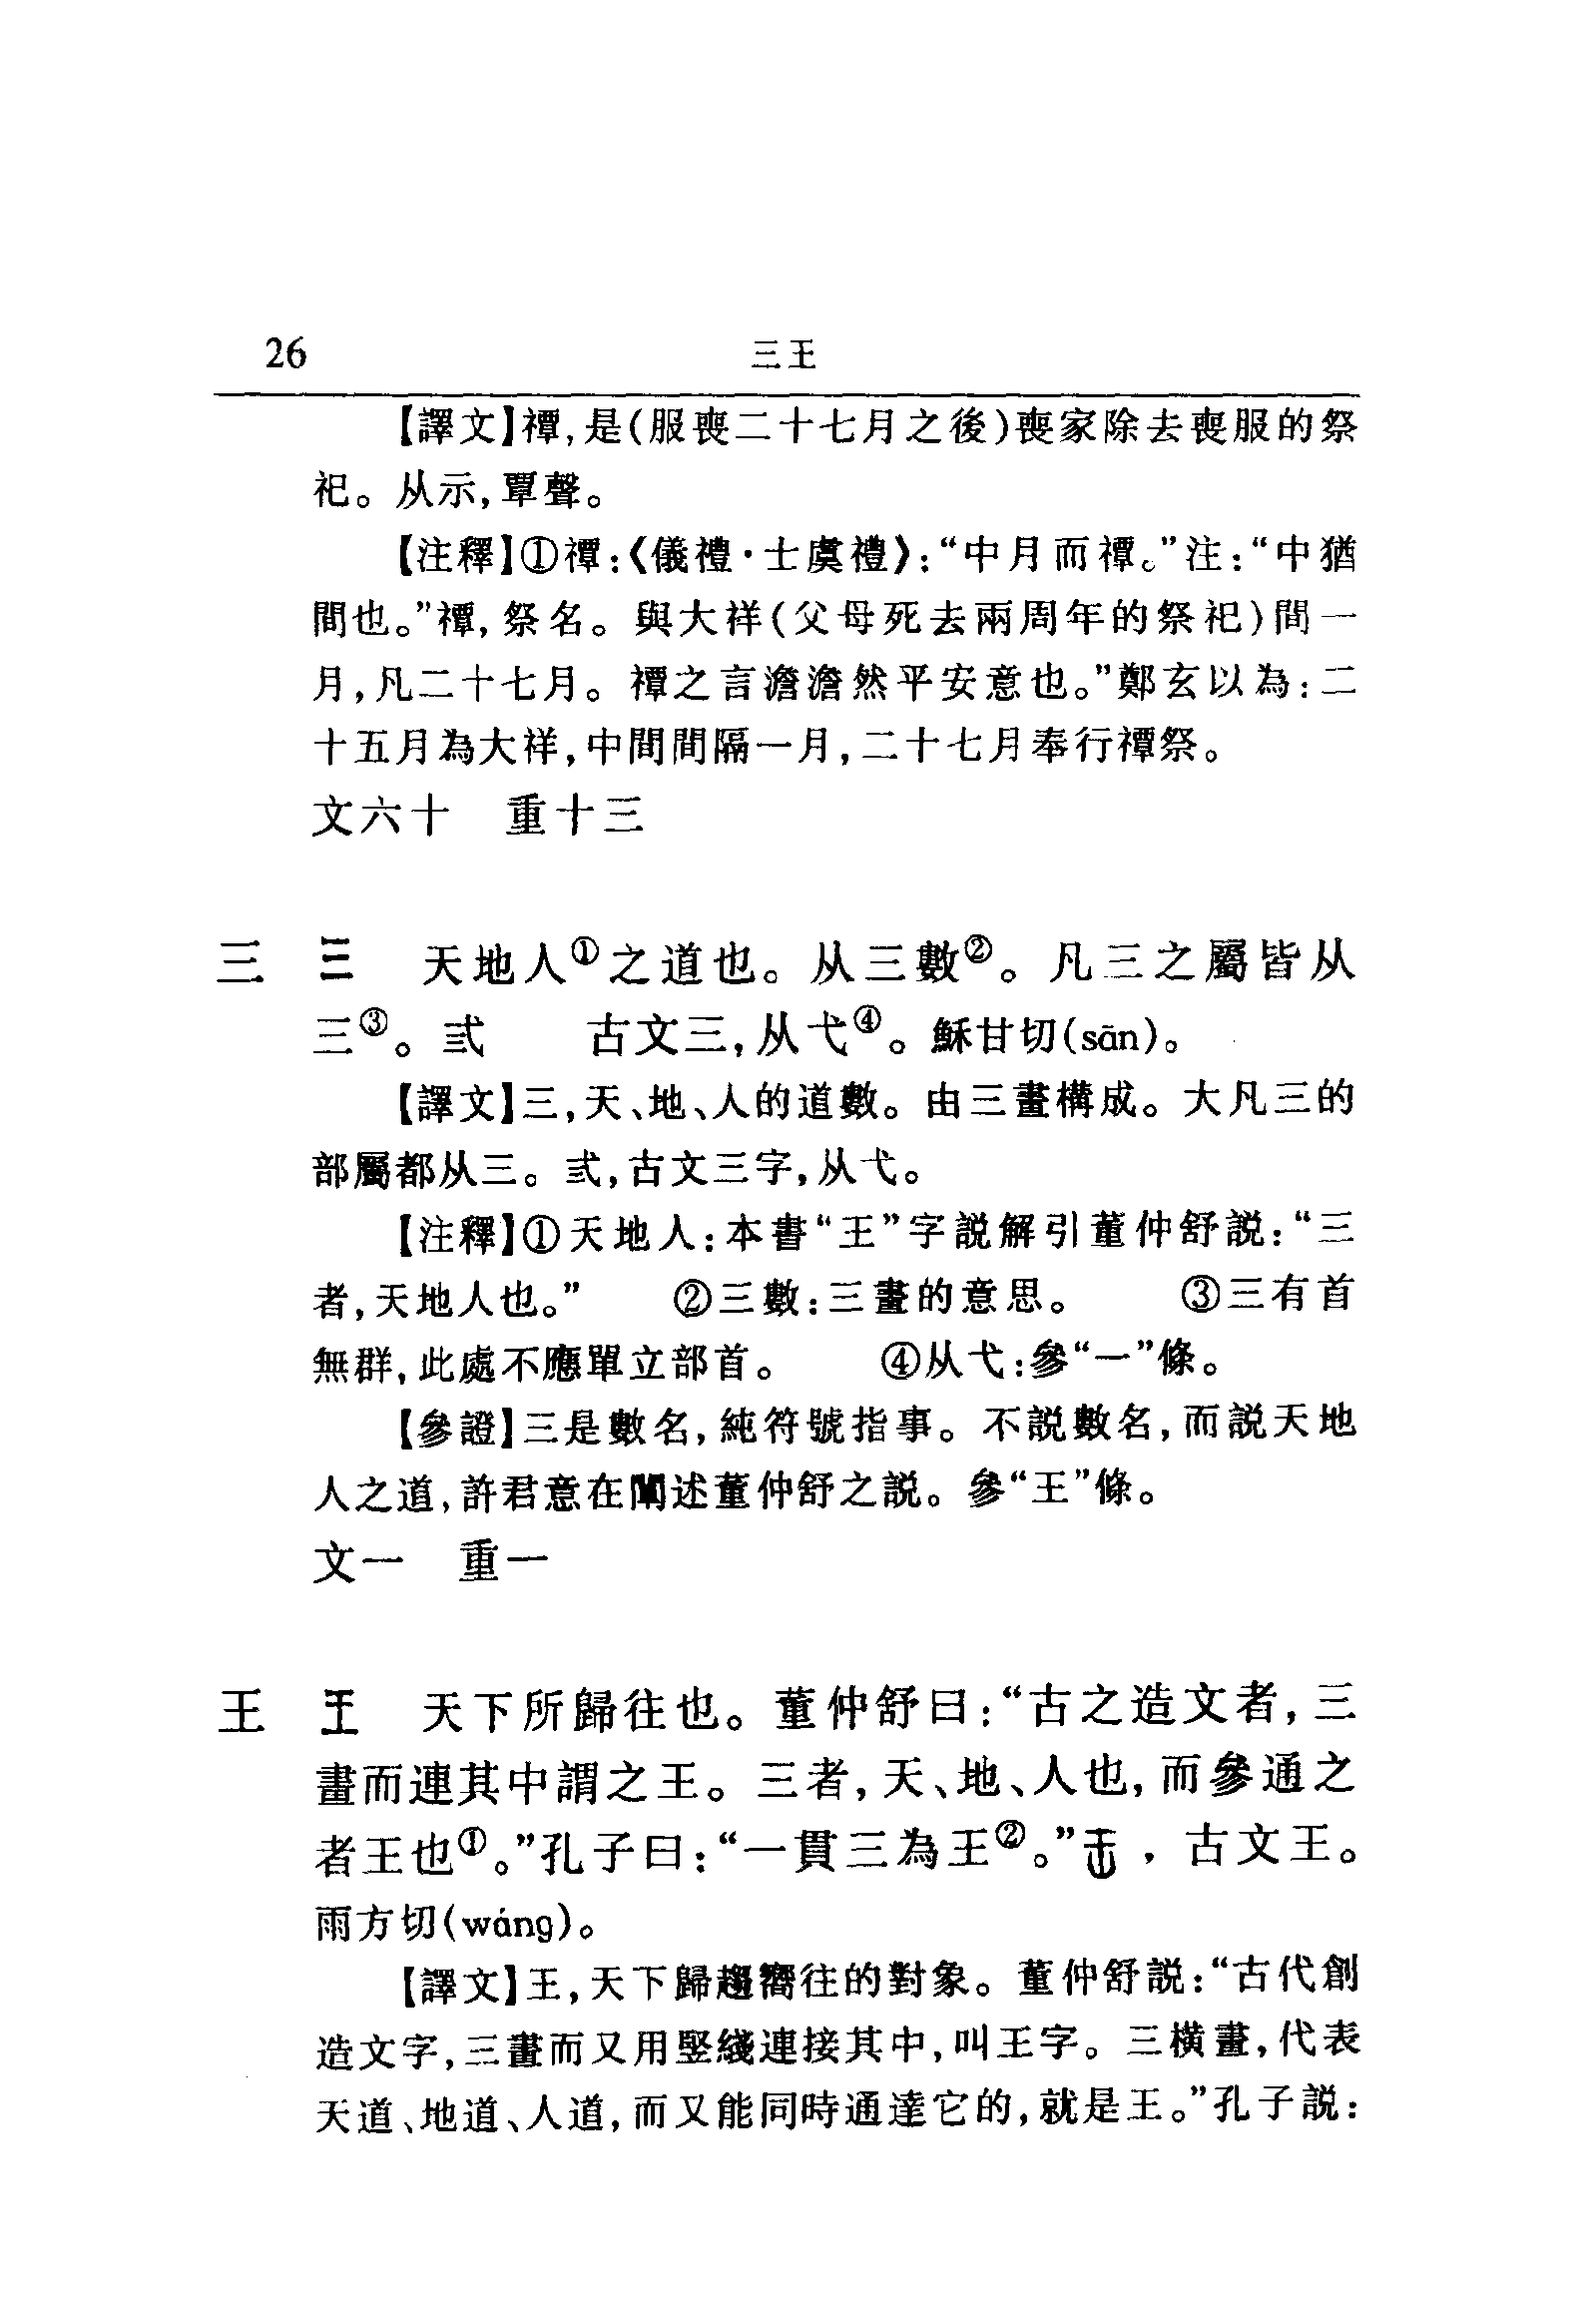 26 三王
【譯文】禫,是(服喪二十七月之後)喪家除去喪服的祭
祀。从示,覃聲。
【注釋】①禫:《儀禮·士虞禮》:“中月而禫。”注:“中猶
間也。”禫,祭名。與大祥(父母死去兩周年的祭祀)間一
月,凡二十七月。禫之言澹澹然平安意也。”鄭玄以為:二
十五月為大祥,中間間隔一月,二十七月奉行禫祭。
文六十 重十三
三 三 天地人①之道也。从三數②。凡三之屬皆从
三③。弎 古文三,从弋④。穌甘切(sān)。
【譯文】三,天、地、人的道數。由三畫構成。大凡三的
部屬都从三。弎,古文三字,从弋。
【注釋】①天地人:本書“王”字説解引董仲舒説:“三
者,天地人也。” ②三數:三畫的意思。 ③三有首
無群,此處不應單立部首。 ④从弋:參“一”條。
【參證】三是數名,純符號指事。不説數名,而説天地
人之道,許君意在闡述董仲舒之説。參“王”條。
文一 重一
王 王 天下所歸往也。董仲舒曰:“古之造文者,三
畫而連其中謂之王。三者,天、地、人也,而參通之
者王也①。”孔子曰:“一貫三為王②。”,古文王。
雨方切(wáng)。
【譯文】王,天下歸趨嚮往的對象。董仲舒説:“古代創
造文字,三畫而又用竪綫連接其中,叫王字。三橫畫,代表
天道、地道、人道,而又能同時通達它的,就是王。”孔子説: